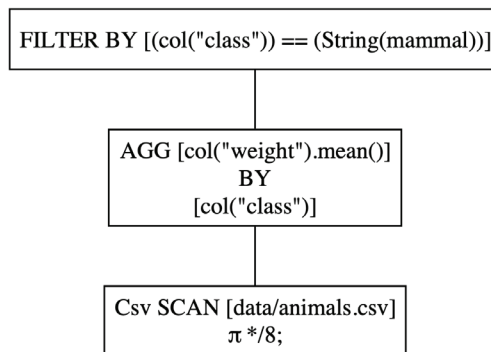 FILTER BY [(col("class")) == (String(mammal))]
AGG [col("weight").mean()]
BY
[col("class")]
Csv SCAN [data/animals.csv]
π */8;